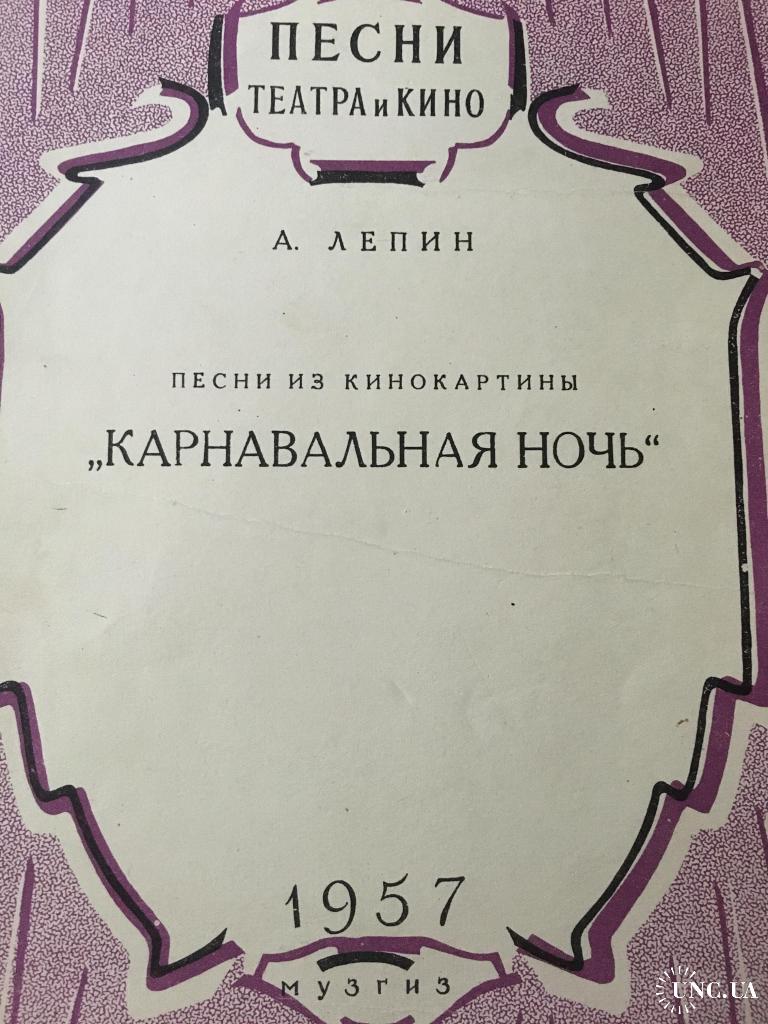 ПЕСНИ
ТЕАТРА и КИНО
А. ЛЕПИН
ПЕСНИ ИЗ КИНОКАРТИНЫ
„КАРНАВАЛЬНАЯ НОЧЬ“
1957
МУЗГИЗ
UNC.UA